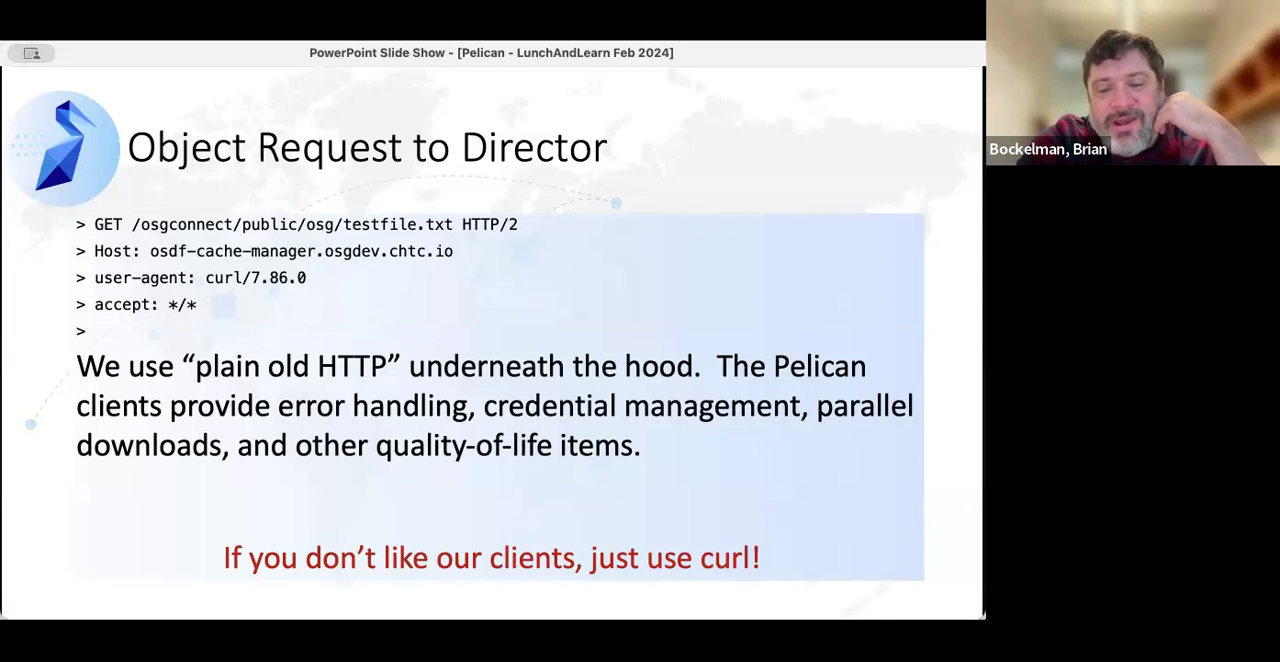 PowerPoint Slide Show - [Pelican - LunchAndLearn Feb 2024]
Bockelman, Brian
Object Request to Director
> GET /osgconnect/public/osg/testfile.txt HTTP/2
> Host: osdf-cache-manager.osgdev.chtc.io
> user-agent: curl/7.86.0
> accept: */*
>
We use “plain old HTTP” underneath the hood.  The Pelican
clients provide error handling, credential management, parallel
downloads, and other quality-of-life items.
If you don’t like our clients, just use curl!